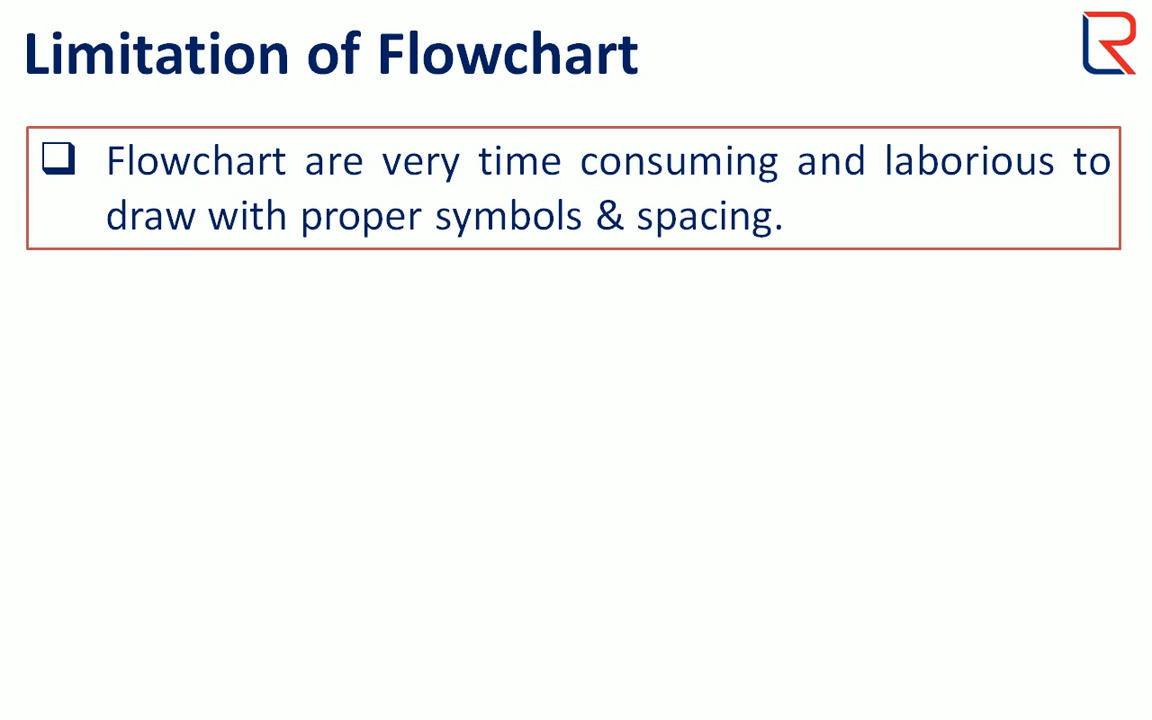 Limitation of Flowchart
Flowchart are very time consuming and laborious to
draw with proper symbols & spacing.